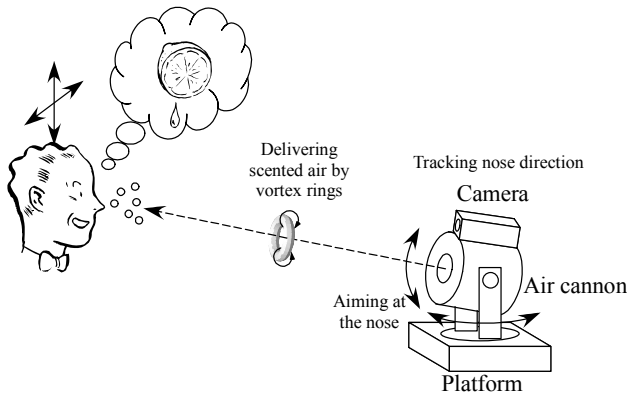 Delivering
scented air by
vortex rings
Tracking nose direction
Camera
Aiming at
the nose
Air cannon
Platform